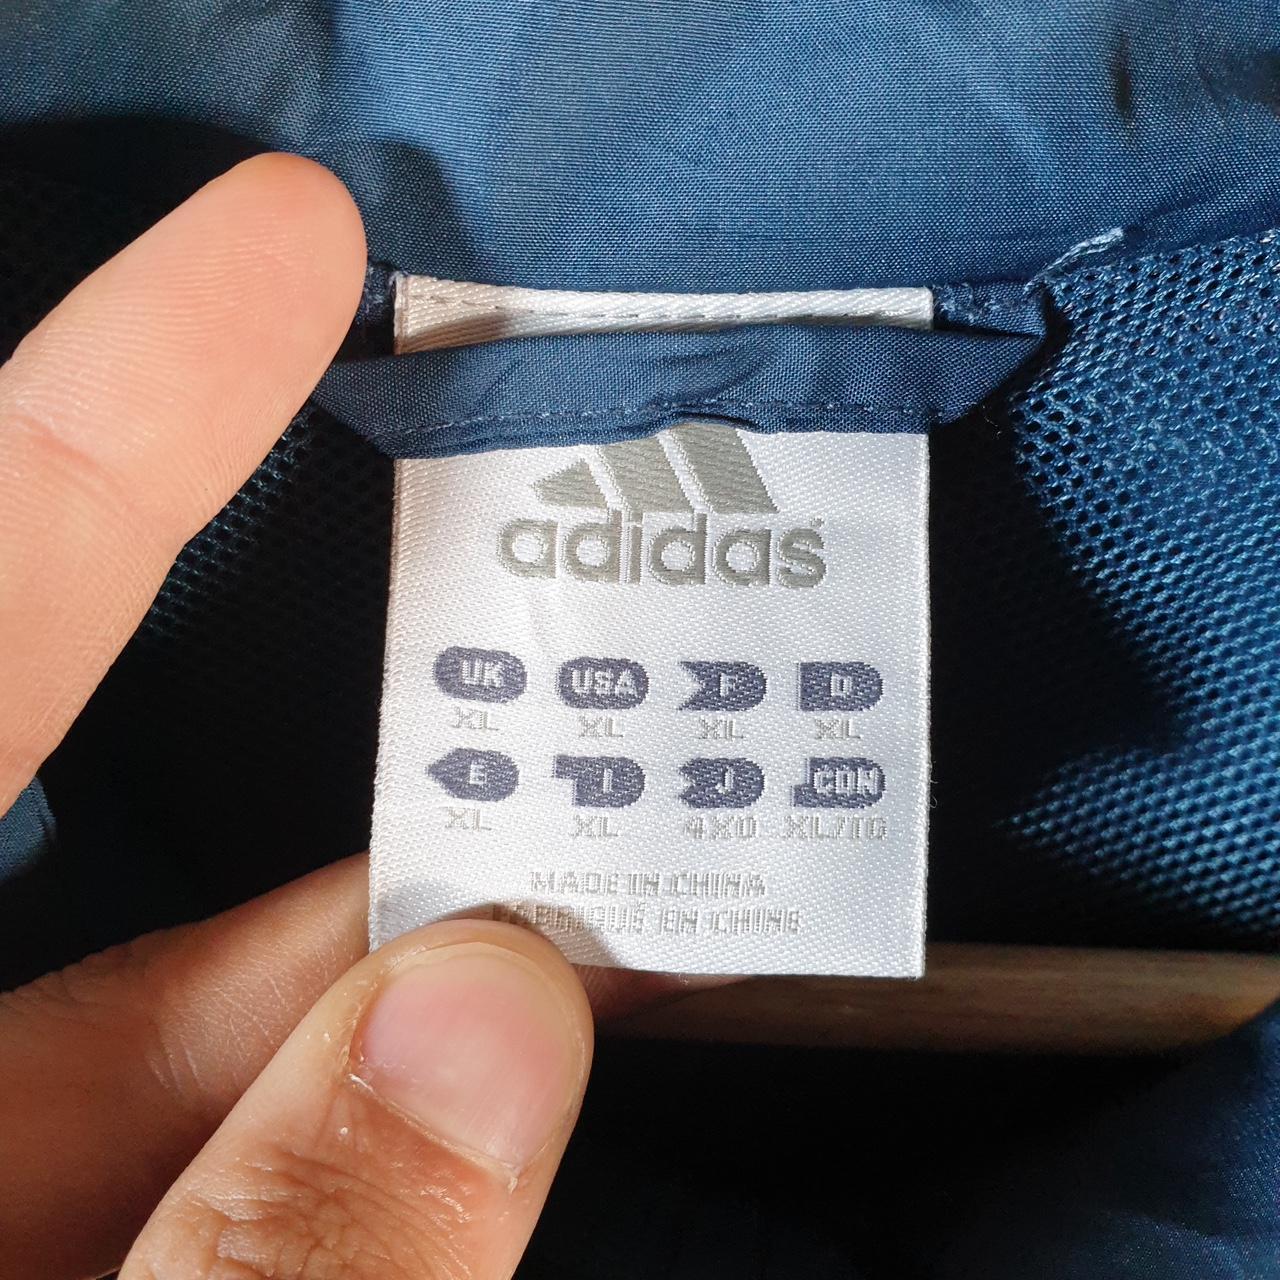 adidas
UK USA F D
XL XL XL XL
E I J CDN
XL XL 4XO XL/TG
MADE IN CHINA
FABRIQUÉ EN CHINE